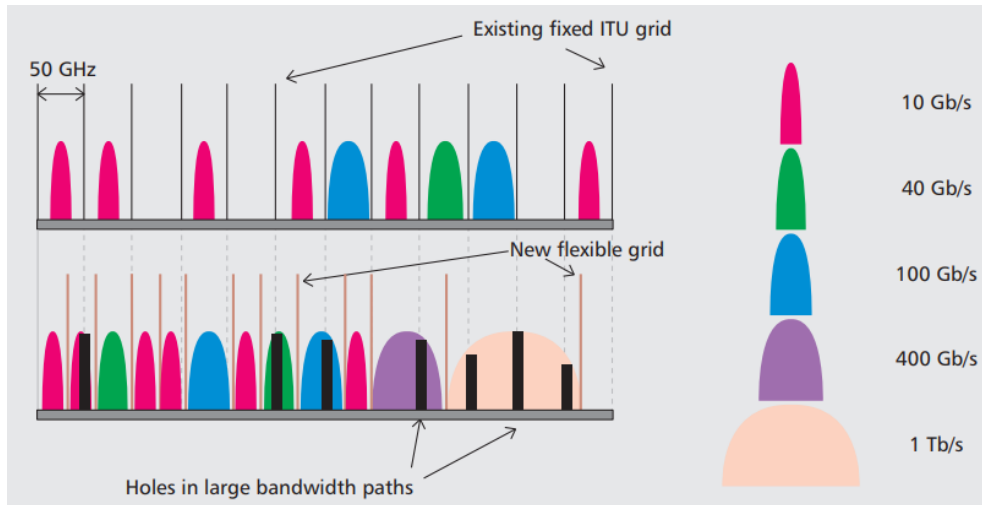 Existing fixed ITU grid
50 GHz
10 Gb/s
40 Gb/s
New flexible grid
100 Gb/s
400 Gb/s
1 Tb/s
Holes in large bandwidth paths